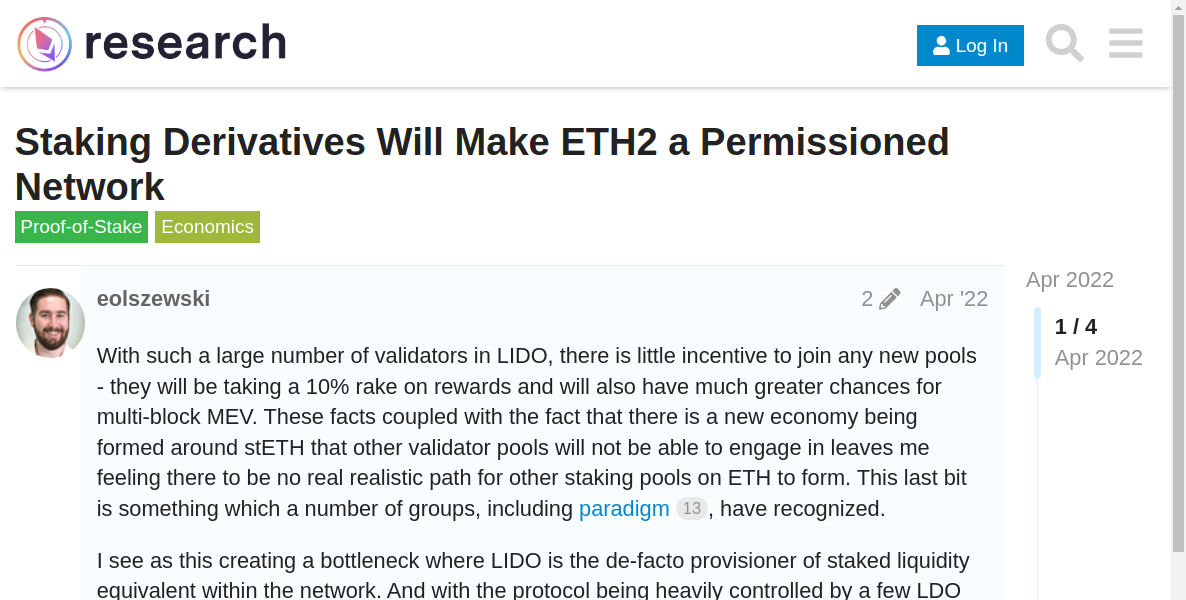 research
Log In
Staking Derivatives Will Make ETH2 a Permissioned
Network
Proof-of-Stake Economics
eolszewski 2 Apr '22
Apr 2022
1 / 4
Apr 2022
With such a large number of validators in LIDO, there is little incentive to join any new pools
- they will be taking a 10% rake on rewards and will also have much greater chances for
multi-block MEV. These facts coupled with the fact that there is a new economy being
formed around stETH that other validator pools will not be able to engage in leaves me
feeling there to be no real realistic path for other staking pools on ETH to form. This last bit
is something which a number of groups, including paradigm 13, have recognized.
I see as this creating a bottleneck where LIDO is the de-facto provisioner of staked liquidity
equivalent within the network. And with the protocol being heavily controlled by a few LDO